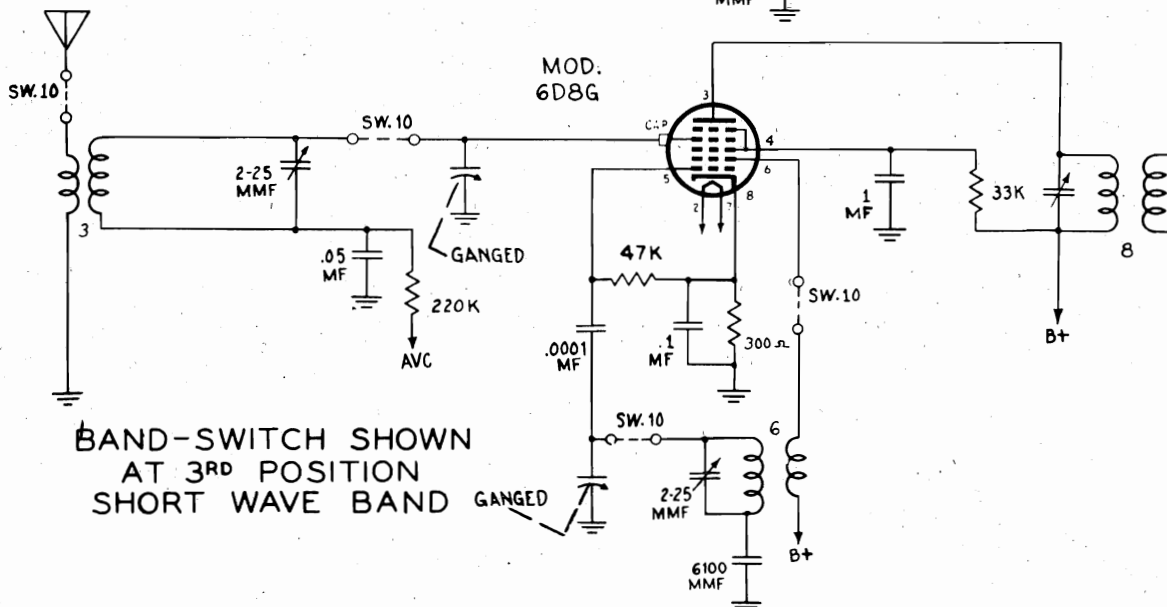 MMF
SW.10
MOD.
6D8G
3
CAP
SW.10
4
6
5
8
2
7
2-25
MMF
1
MF
33K
3
8
.05
MF
GANGED
47K
220K
SW.10
.0001
MF
.1
MF
300Ω
B+
AVC
SW.10
6
BAND-SWITCH SHOWN
AT 3RD POSITION
SHORT WAVE BAND
GANGED
2-25
MMF
B+
6100
MMF